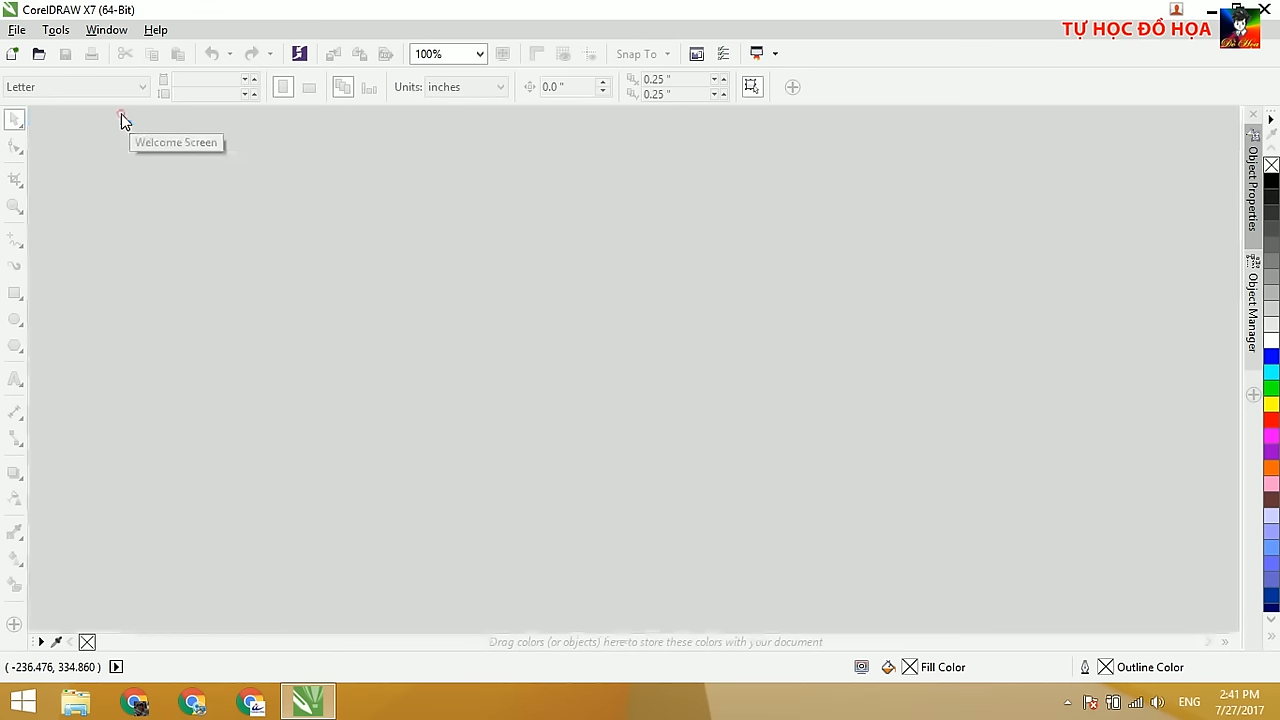 CorelDRAW X7 (64-Bit)
File Tools Window Help
TỰ HỌC ĐỒ HỌA
100%
Snap To
Letter
Units: inches
0.0 "
0.25 "
0.25 "
Welcome Screen
Object Properties
Object Manager
Drag colors (or objects) here to store these colors with your document
( -236.476, 334.860 )
Fill Color
Outline Color
ENG
2:41 PM
7/27/2017